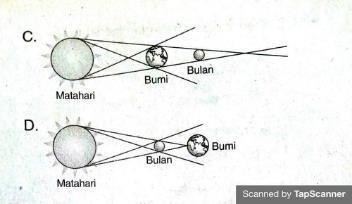 C.
Bumi
Bulan
Matahari
D.
Bumi
Bulan
Matahari
Scanned by TapScanner